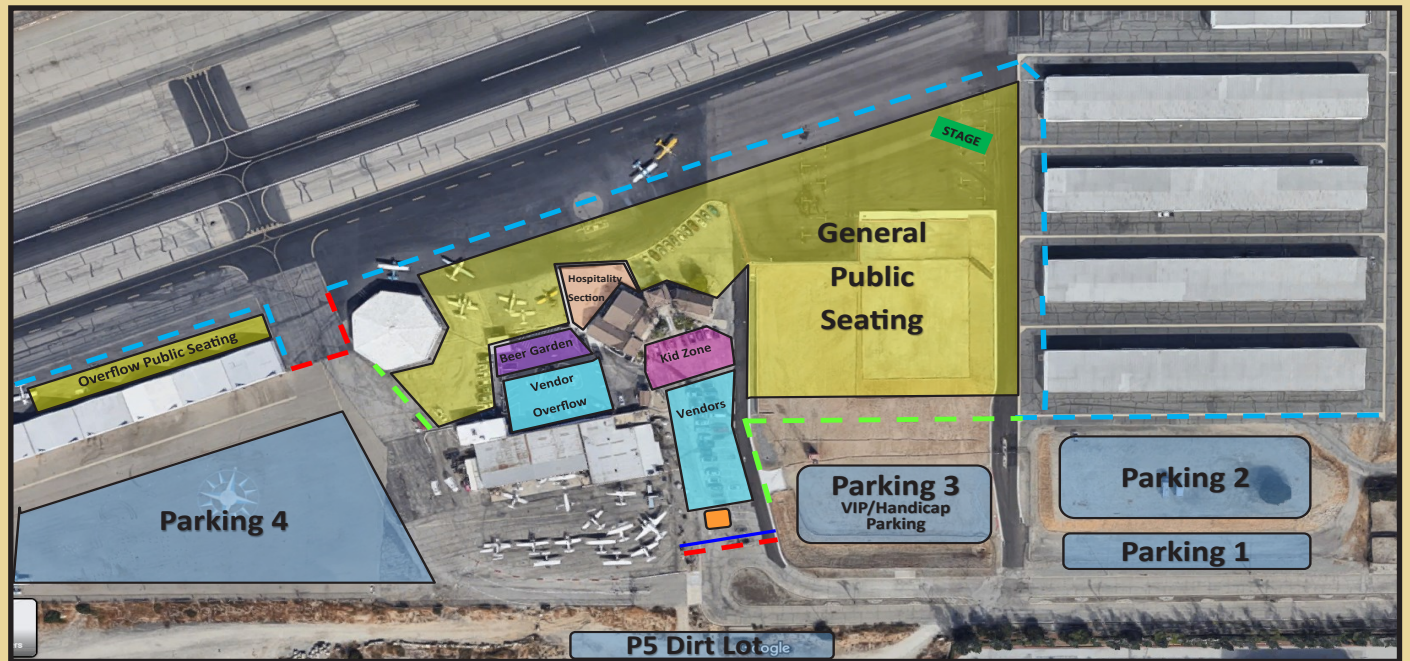 STAGE
General
Public
Seating
Hospitality
Section
Overflow Public Seating
Beer Garden
Kid Zone
Vendor
Overflow
Vendors
Parking 4
Parking 3
VIP/Handicap
Parking
Parking 2
Parking 1
P5 Dirt Lot